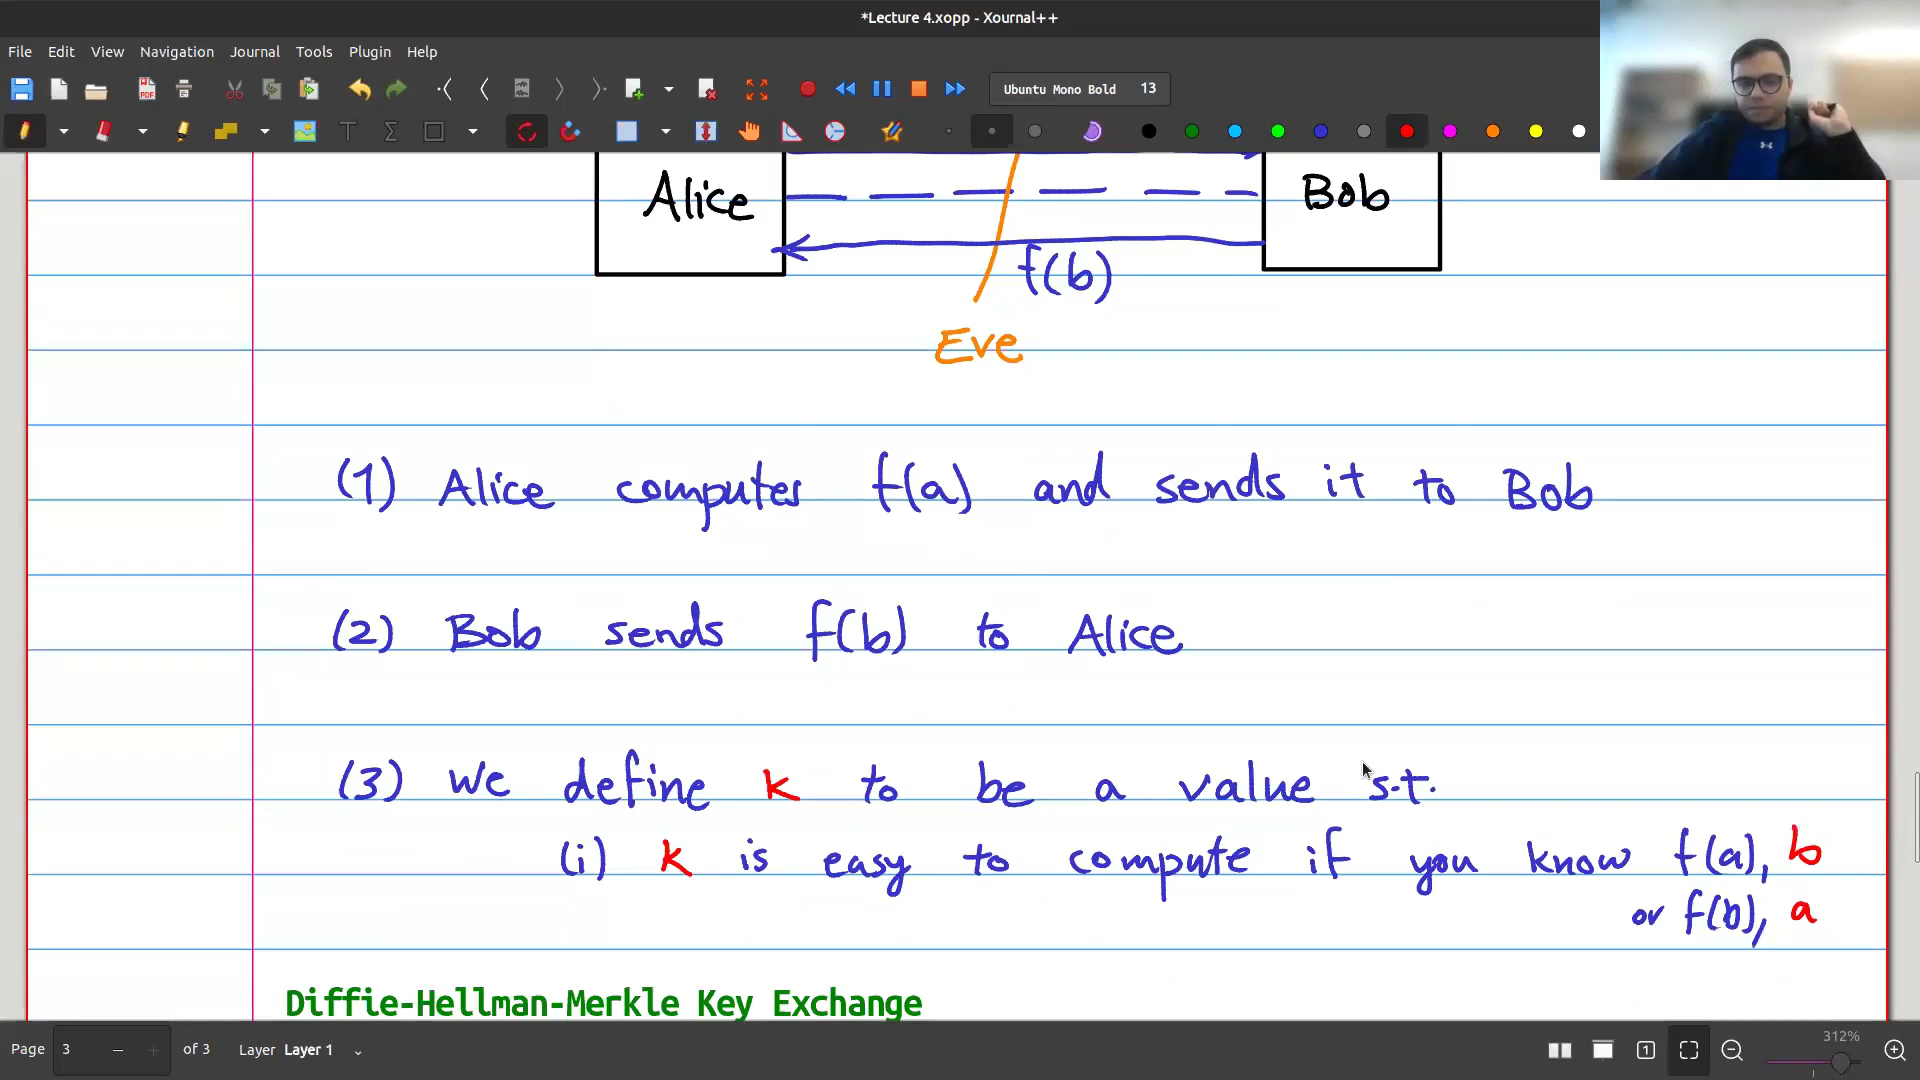 *Lecture 4.xopp - Xournal++
File Edit View Navigation Journal Tools Plugin Help
Ubuntu Mono Bold 13
Alice
Bob
f(b)
Eve
(1) Alice computes f(a) and sends it to Bob
(2) Bob sends f(b) to Alice
(3) We define k to be a value s.t.
(i) k is easy to compute if you know f(a), b
or f(b), a
Diffie-Hellman-Merkle Key Exchange
Page 3 of 3 Layer Layer 1
312%